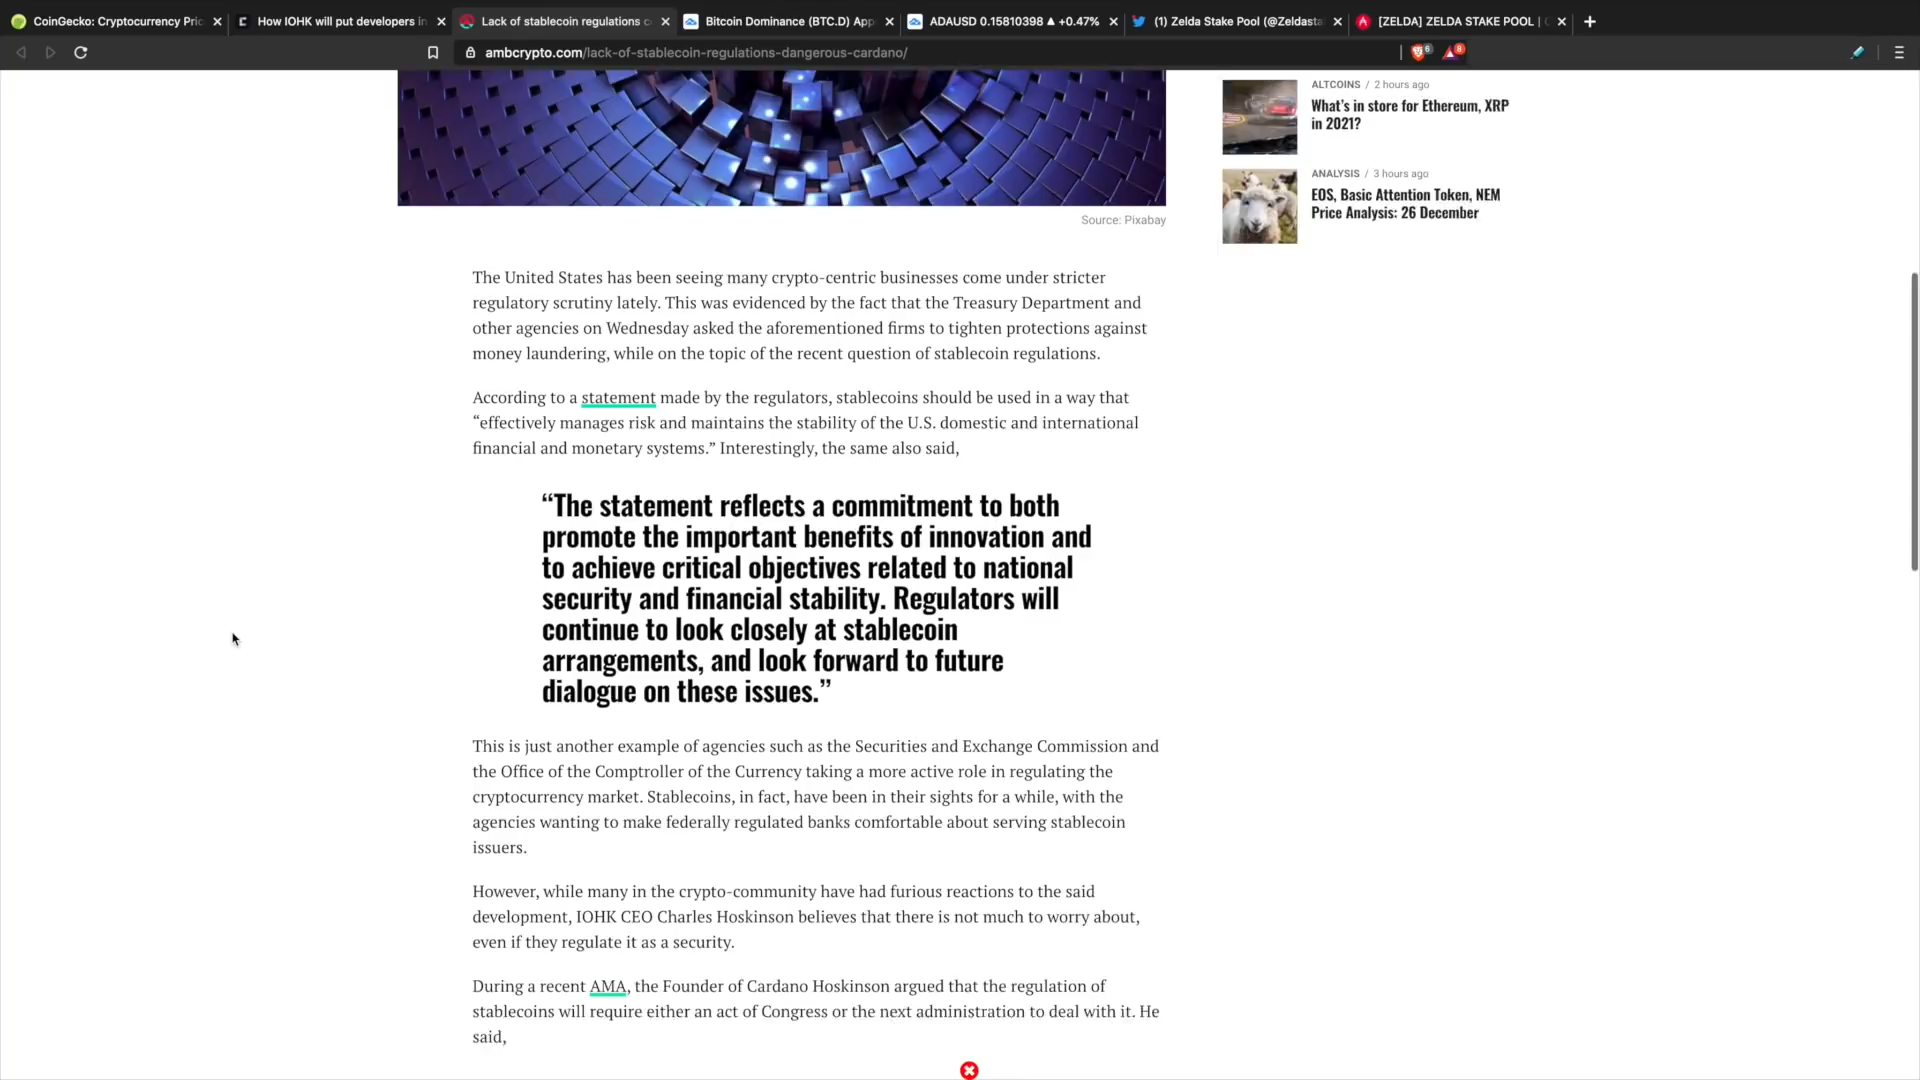 CoinGecko: Cryptocurrency Pric
How IOHK will put developers in
Lack of stablecoin regulations c
Bitcoin Dominance (BTC.D) App
ADAUSD 0.15810398 ▲ +0.47%
(1) Zelda Stake Pool (@Zeldasta
[ZELDA] ZELDA STAKE POOL |
ambcrypto.com/lack-of-stablecoin-regulations-dangerous-cardano/
6
8
ALTCOINS / 2 hours ago
What's in store for Ethereum, XRP
in 2021?
ANALYSIS / 3 hours ago
EOS, Basic Attention Token, NEM
Price Analysis: 26 December
Source: Pixabay
The United States has been seeing many crypto-centric businesses come under stricter
regulatory scrutiny lately. This was evidenced by the fact that the Treasury Department and
other agencies on Wednesday asked the aforementioned firms to tighten protections against
money laundering, while on the topic of the recent question of stablecoin regulations.
According to a statement made by the regulators, stablecoins should be used in a way that
“effectively manages risk and maintains the stability of the U.S. domestic and international
financial and monetary systems.” Interestingly, the same also said,
“The statement reflects a commitment to both
promote the important benefits of innovation and
to achieve critical objectives related to national
security and financial stability. Regulators will
continue to look closely at stablecoin
arrangements, and look forward to future
dialogue on these issues.”
This is just another example of agencies such as the Securities and Exchange Commission and
the Office of the Comptroller of the Currency taking a more active role in regulating the
cryptocurrency market. Stablecoins, in fact, have been in their sights for a while, with the
agencies wanting to make federally regulated banks comfortable about serving stablecoin
issuers.
However, while many in the crypto-community have had furious reactions to the said
development, IOHK CEO Charles Hoskinson believes that there is not much to worry about,
even if they regulate it as a security.
During a recent AMA, the Founder of Cardano Hoskinson argued that the regulation of
stablecoins will require either an act of Congress or the next administration to deal with it. He
said,